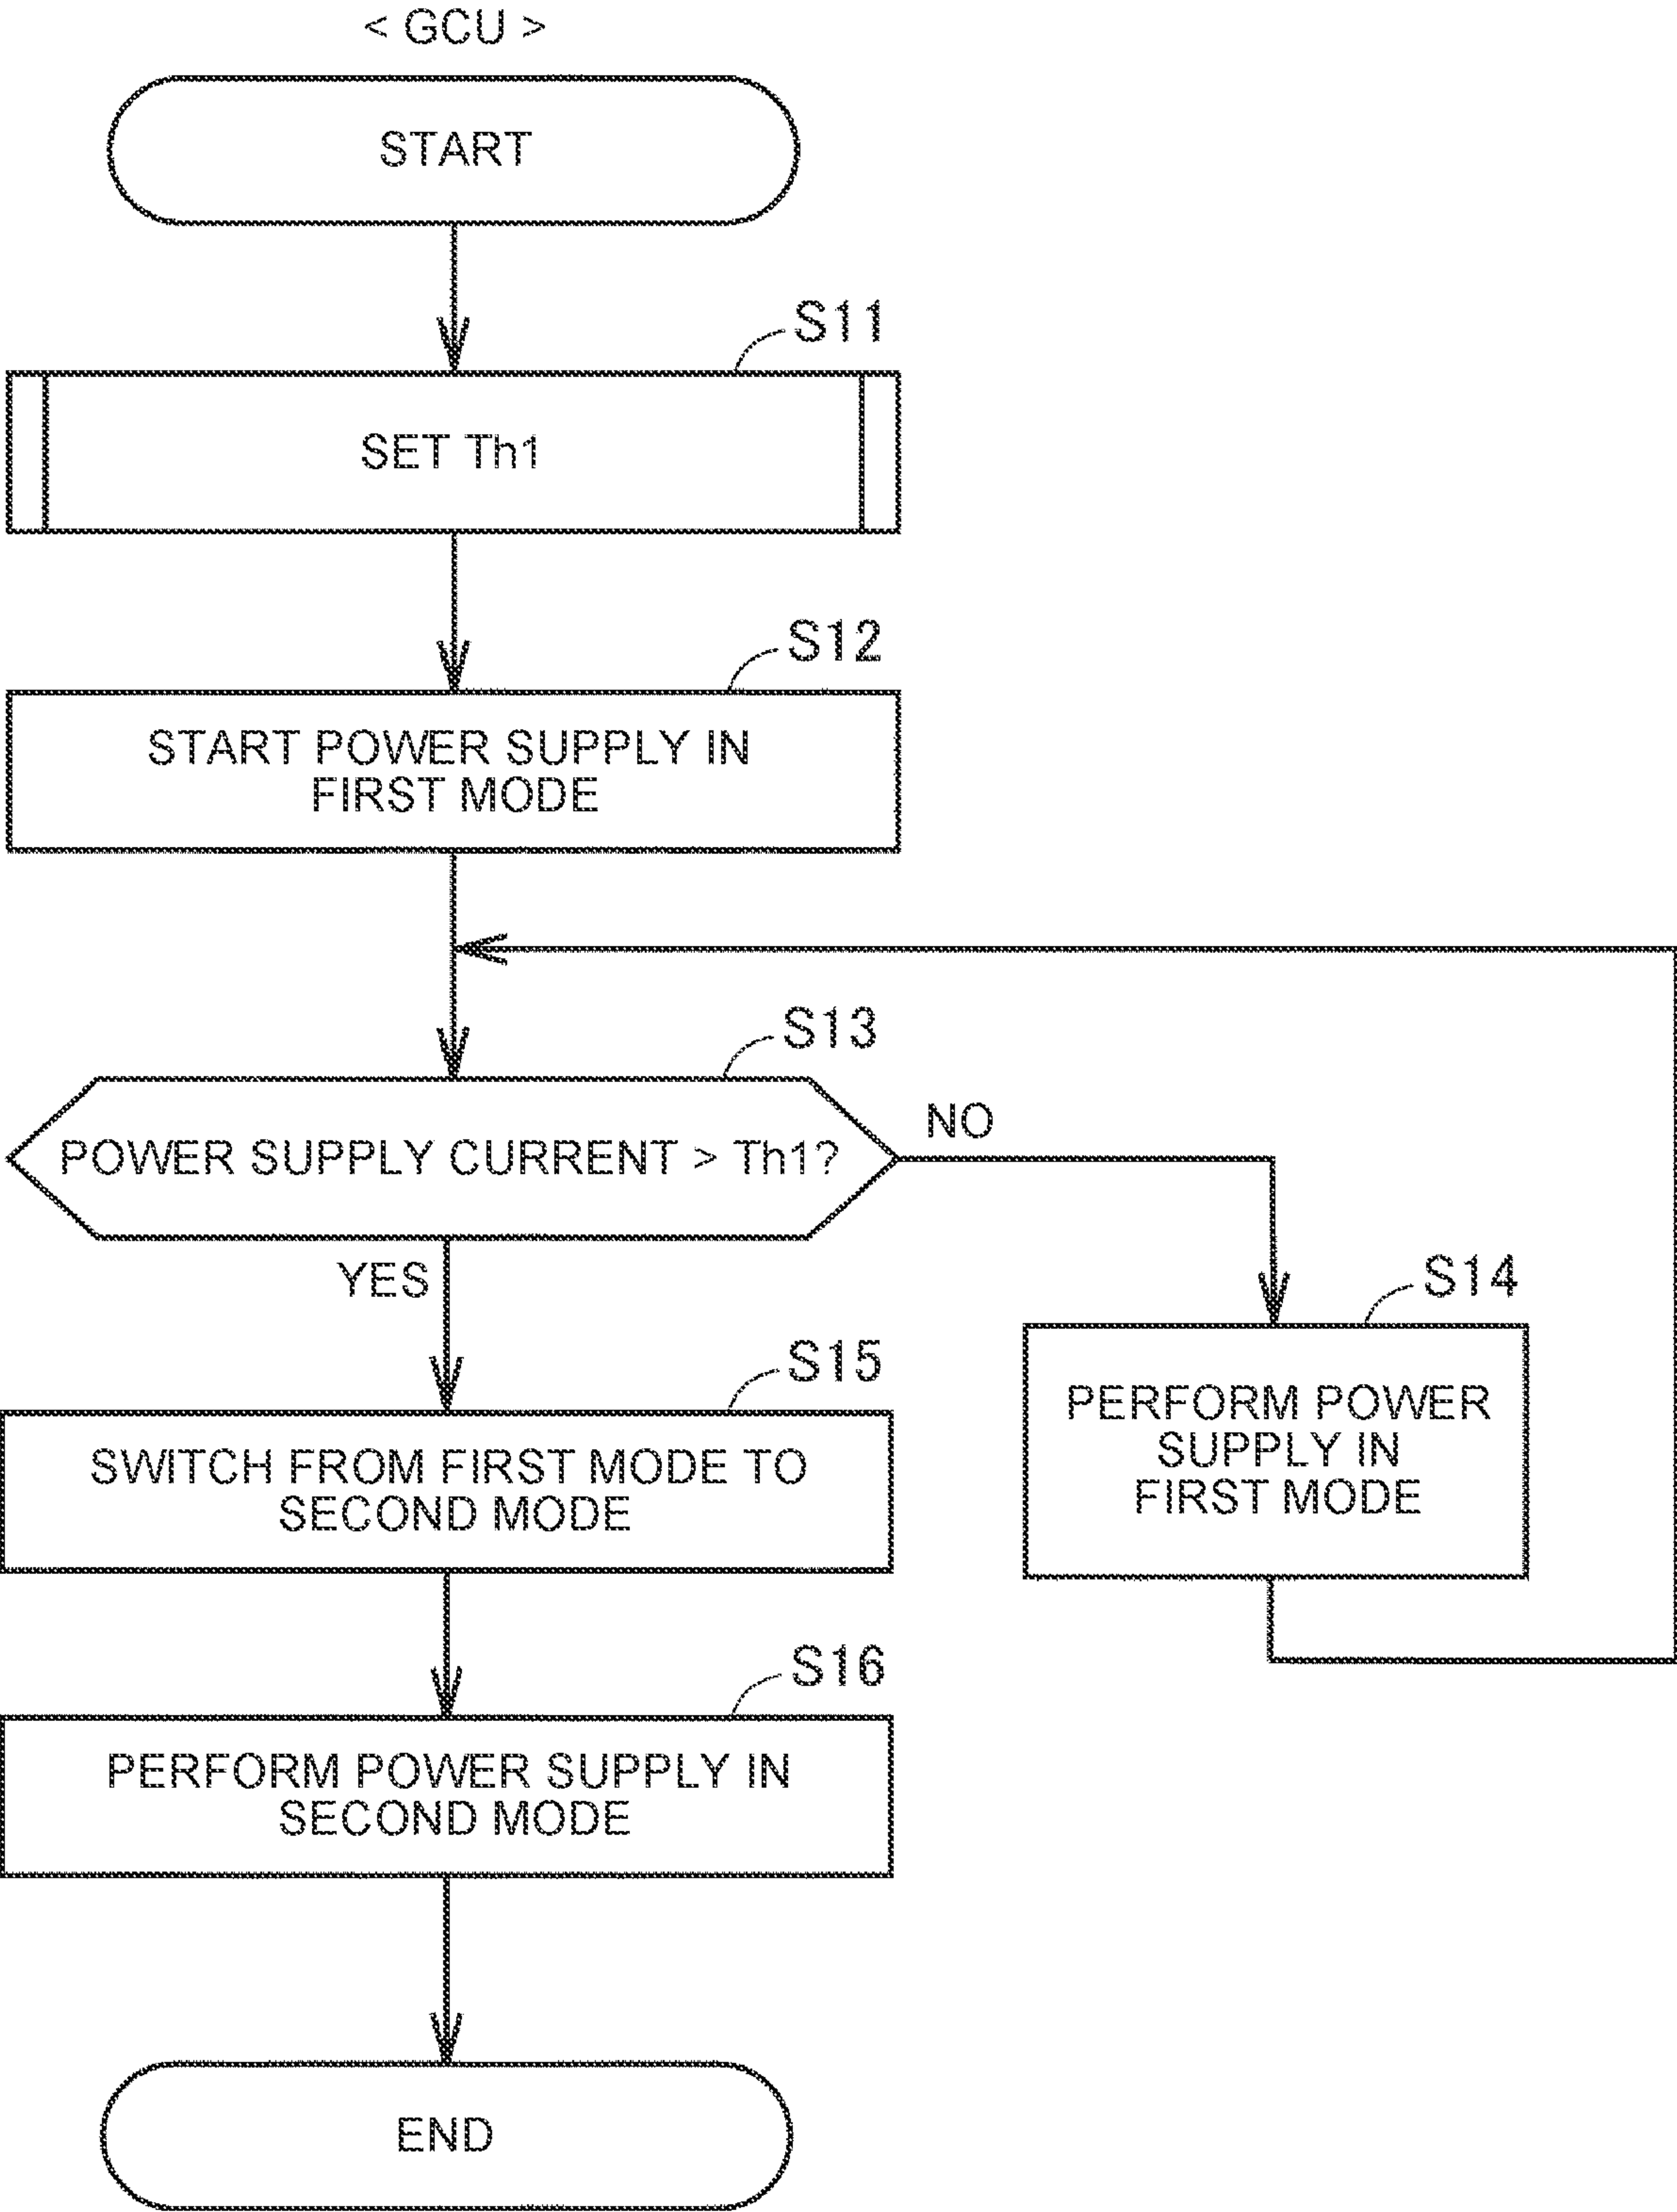 < GCU >
START
S11
SET Th1
S12
START POWER SUPPLY IN
FIRST MODE
S13
POWER SUPPLY CURRENT > Th1?
NO
YES
S14
PERFORM POWER
SUPPLY IN
FIRST MODE
S15
SWITCH FROM FIRST MODE TO
SECOND MODE
S16
PERFORM POWER SUPPLY IN
SECOND MODE
END